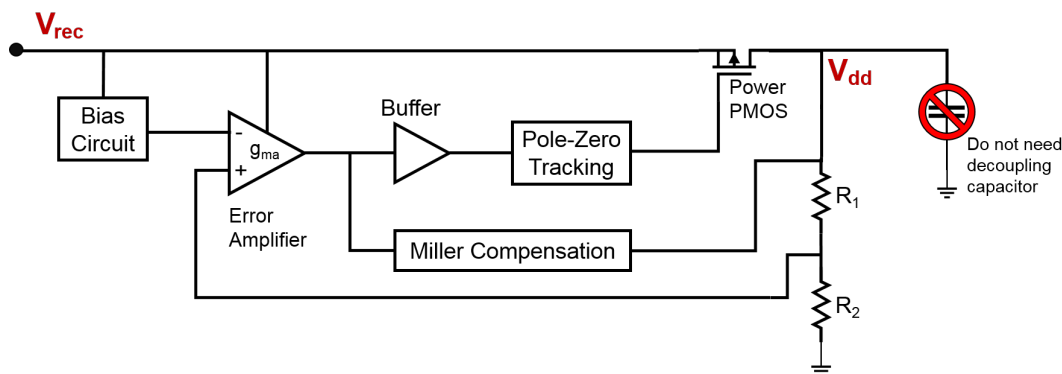 Vrec
Bias
Circuit
-
gma
+
Error
Amplifier
Buffer
Pole-Zero
Tracking
Miller Compensation
Power
PMOS
Vdd
R1
R2
Do not need
decoupling
capacitor